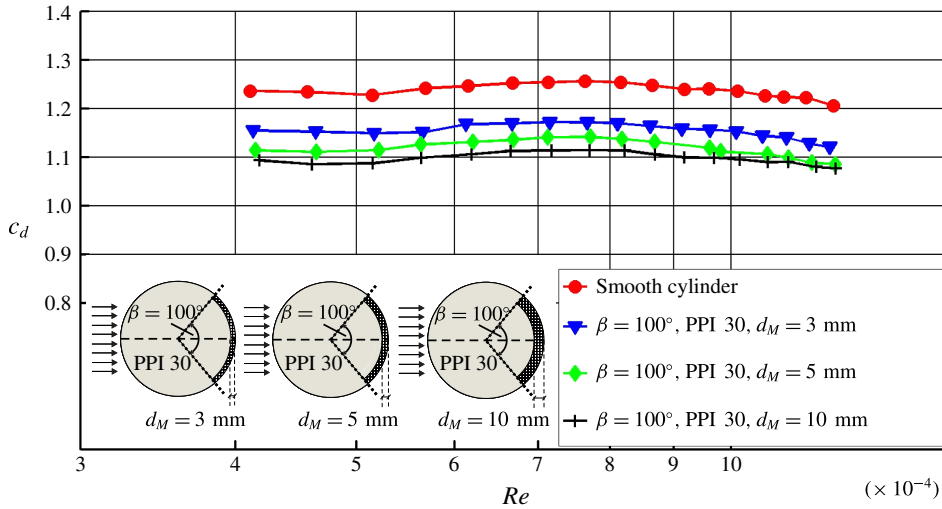 1.4
1.3
1.2
1.1
1.0
0.9
0.8
c_d
β = 100°
PPI 30
d_M = 3 mm
β = 100°
PPI 30
d_M = 5 mm
β = 100°
PPI 30
d_M = 10 mm
Smooth cylinder
β = 100°, PPI 30, d_M = 3 mm
β = 100°, PPI 30, d_M = 5 mm
β = 100°, PPI 30, d_M = 10 mm
3 4 5 6 7 8 9 10
Re
(× 10⁻⁴)